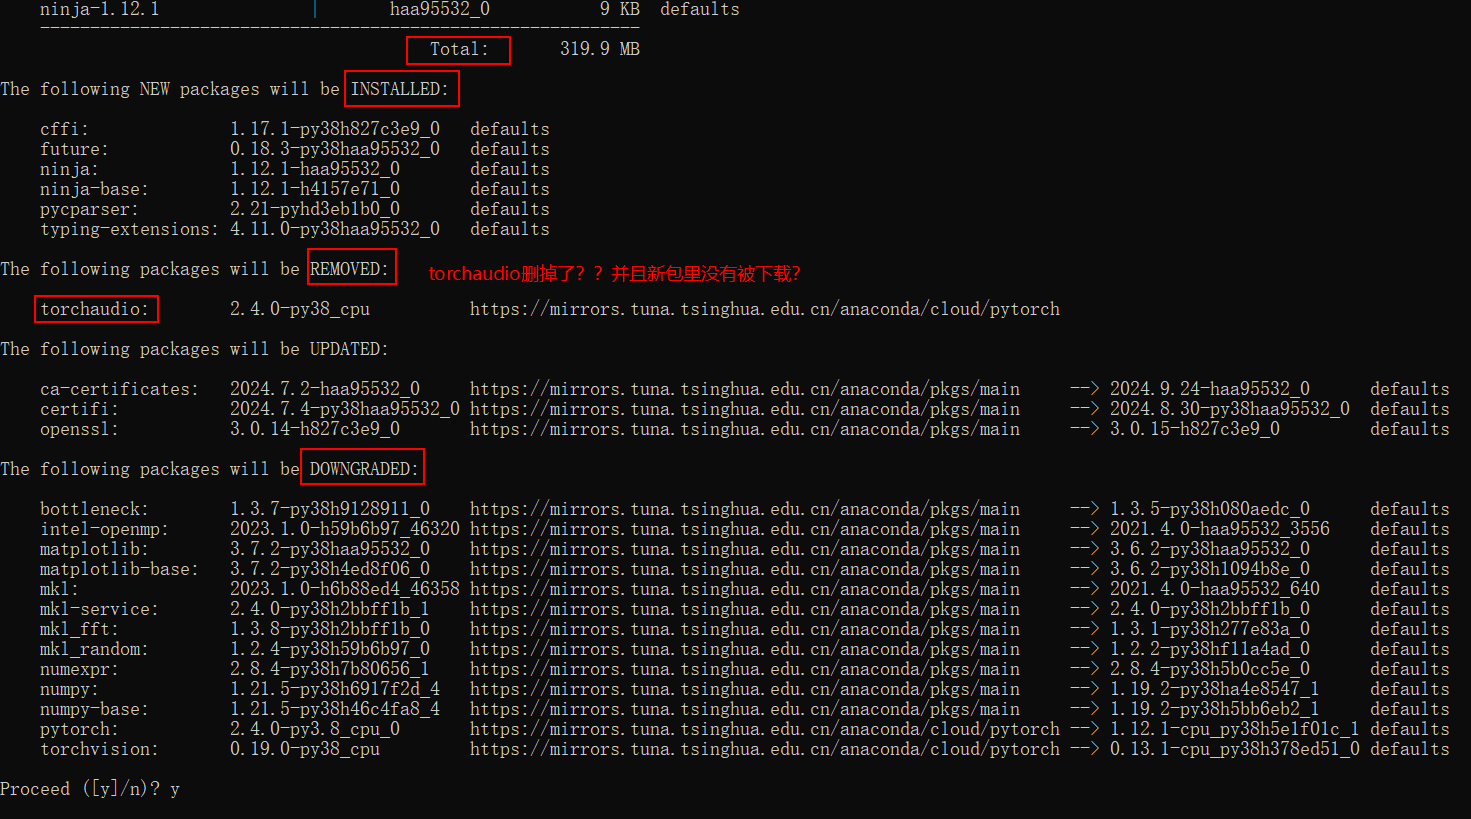 ninja-1.12.1 | haa95532_0 9 KB defaults
------------------------------------------------------------
Total: 319.9 MB
The following NEW packages will be INSTALLED:
cffi: 1.17.1-py38h827c3e9_0 defaults
future: 0.18.3-py38haa95532_0 defaults
ninja: 1.12.1-haa95532_0 defaults
ninja-base: 1.12.1-h4157e71_0 defaults
pycparser: 2.21-pyhd3eb1b0_0 defaults
typing-extensions: 4.11.0-py38haa95532_0 defaults
The following packages will be REMOVED:
torchaudio删掉了？？并且新包里没有被下载?
torchaudio: 2.4.0-py38_cpu https://mirrors.tuna.tsinghua.edu.cn/anaconda/cloud/pytorch
The following packages will be UPDATED:
ca-certificates: 2024.7.2-haa95532_0 https://mirrors.tuna.tsinghua.edu.cn/anaconda/pkgs/main --> 2024.9.24-haa95532_0 defaults
certifi: 2024.7.4-py38haa95532_0 https://mirrors.tuna.tsinghua.edu.cn/anaconda/pkgs/main --> 2024.8.30-py38haa95532_0 defaults
openssl: 3.0.14-h827c3e9_0 https://mirrors.tuna.tsinghua.edu.cn/anaconda/pkgs/main --> 3.0.15-h827c3e9_0 defaults
The following packages will be DOWNGRADED:
bottleneck: 1.3.7-py38h9128911_0 https://mirrors.tuna.tsinghua.edu.cn/anaconda/pkgs/main --> 1.3.5-py38h080aedc_0 defaults
intel-openmp: 2023.1.0-h59b6b97_46320 https://mirrors.tuna.tsinghua.edu.cn/anaconda/pkgs/main --> 2021.4.0-haa95532_3556 defaults
matplotlib: 3.7.2-py38haa95532_0 https://mirrors.tuna.tsinghua.edu.cn/anaconda/pkgs/main --> 3.6.2-py38haa95532_0 defaults
matplotlib-base: 3.7.2-py38h4ed8f06_0 https://mirrors.tuna.tsinghua.edu.cn/anaconda/pkgs/main --> 3.6.2-py38h1094b8e_0 defaults
mkl: 2023.1.0-h6b88ed4_46358 https://mirrors.tuna.tsinghua.edu.cn/anaconda/pkgs/main --> 2021.4.0-haa95532_640 defaults
mkl-service: 2.4.0-py38h2bbff1b_1 https://mirrors.tuna.tsinghua.edu.cn/anaconda/pkgs/main --> 2.4.0-py38h2bbff1b_0 defaults
mkl_fft: 1.3.8-py38h2bbff1b_0 https://mirrors.tuna.tsinghua.edu.cn/anaconda/pkgs/main --> 1.3.1-py38h277e83a_0 defaults
mkl_random: 1.2.4-py38h59b6b97_0 https://mirrors.tuna.tsinghua.edu.cn/anaconda/pkgs/main --> 1.2.2-py38hf11a4ad_0 defaults
numexpr: 2.8.4-py38h7b80656_1 https://mirrors.tuna.tsinghua.edu.cn/anaconda/pkgs/main --> 2.8.4-py38h5b0cc5e_0 defaults
numpy: 1.21.5-py38h6917f2d_4 https://mirrors.tuna.tsinghua.edu.cn/anaconda/pkgs/main --> 1.19.2-py38ha4e8547_1 defaults
numpy-base: 1.21.5-py38h46c4fa8_4 https://mirrors.tuna.tsinghua.edu.cn/anaconda/pkgs/main --> 1.19.2-py38h5bb6eb2_1 defaults
pytorch: 2.4.0-py3.8_cpu_0 https://mirrors.tuna.tsinghua.edu.cn/anaconda/cloud/pytorch --> 1.12.1-cpu_py38h5e1f01c_1 defaults
torchvision: 0.19.0-py38_cpu https://mirrors.tuna.tsinghua.edu.cn/anaconda/cloud/pytorch --> 0.13.1-cpu_py38h378ed51_0 defaults
Proceed ([y]/n)? y